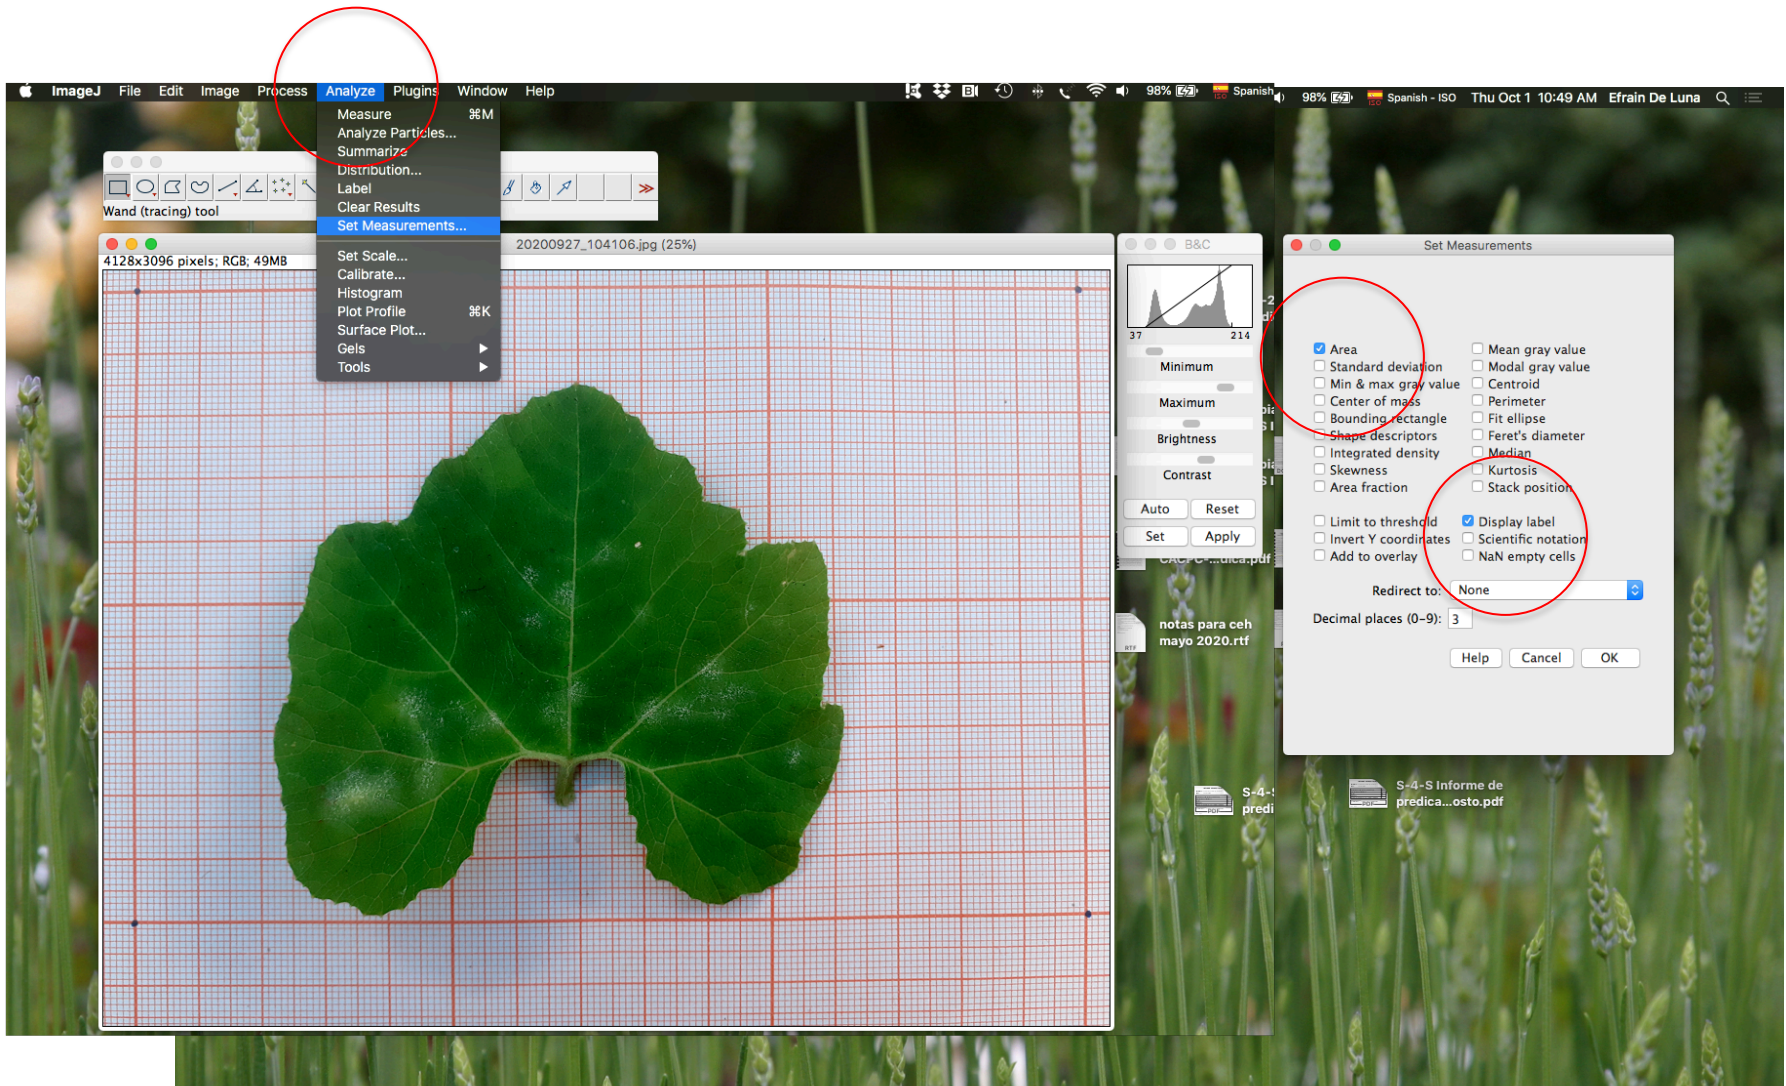 ImageJ File Edit Image Process Analyze Plugins Window Help 98% Spanish
98% Spanish - ISO Thu Oct 1 10:49 AM Efrain De Luna
Measure ⌘M
Analyze Particles...
Summarize
Distribution...
Label
Clear Results
Set Measurements...
Set Scale...
Calibrate...
Histogram
Plot Profile ⌘K
Surface Plot...
Gels
Tools
Wand (tracing) tool
20200927_104106.jpg (25%)
4128x3096 pixels; RGB; 49MB
B&C
37 214
Minimum
Maximum
Brightness
Contrast
Auto Reset
Set Apply
notas para ceh
mayo 2020.rtf
RTF
S-4-S
predi
PDF
Set Measurements
Area Mean gray value
Standard deviation Modal gray value
Min & max gray value Centroid
Center of mass Perimeter
Bounding rectangle Fit ellipse
Shape descriptors Feret's diameter
Integrated density Median
Skewness Kurtosis
Area fraction Stack position
Limit to threshold Display label
Invert Y coordinates Scientific notation
Add to overlay NaN empty cells
Redirect to: None
Decimal places (0-9): 3
Help Cancel OK
S-4-S Informe de
predica...osto.pdf
PDF